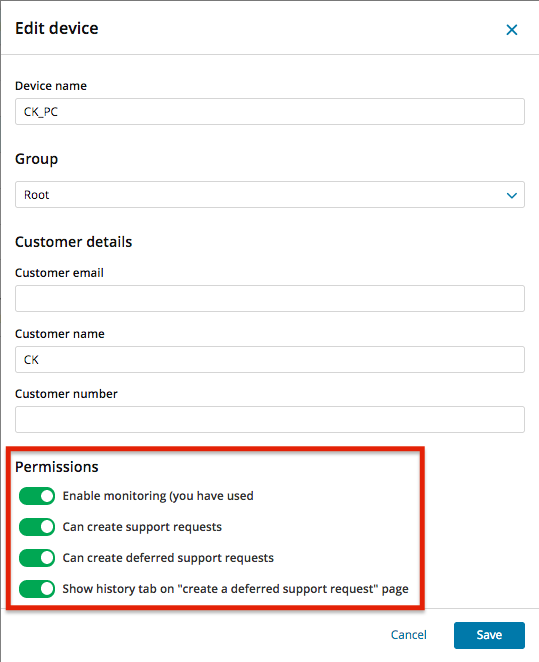 Edit device
Device name
CK_PC
Group
Root
Customer details
Customer email
Customer name
CK
Customer number
Permissions
Enable monitoring (you have used
Can create support requests
Can create deferred support requests
Show history tab on "create a deferred support request" page
Cancel
Save